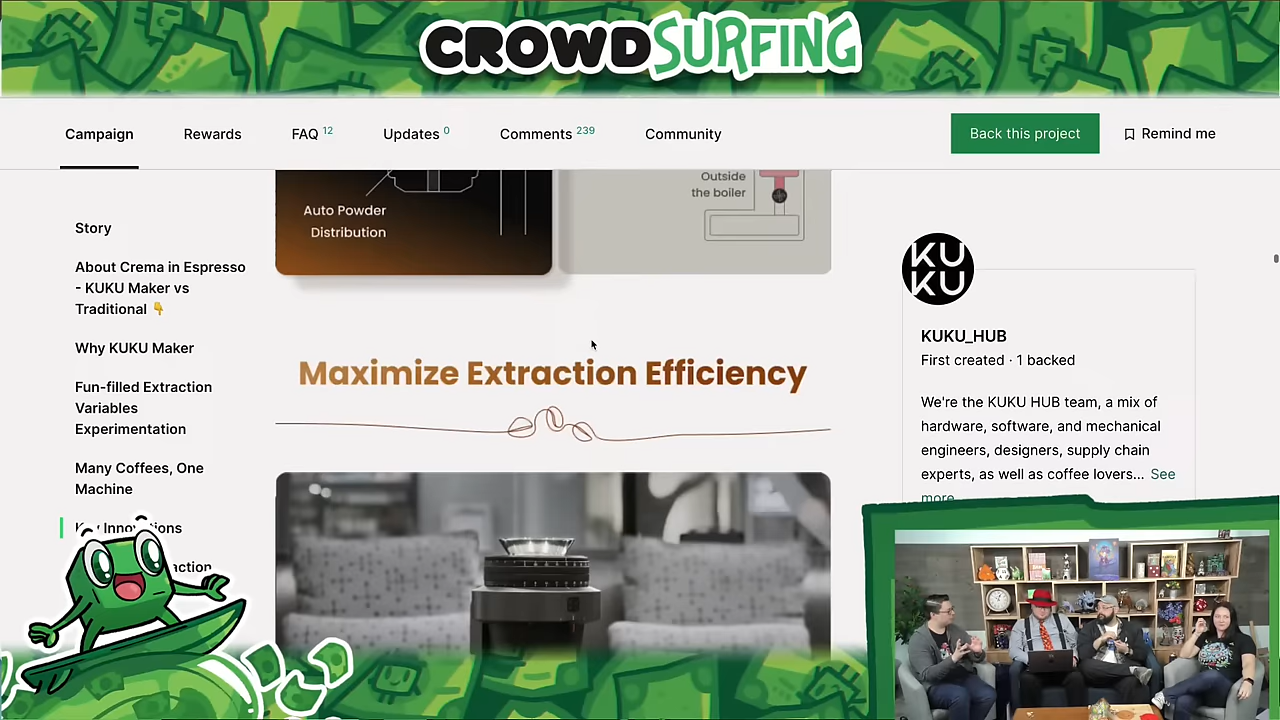 CROWDSURFING
Campaign
Rewards
FAQ 12
Updates 0
Comments 239
Community
Back this project
Remind me
Story
About Crema in Espresso
- KUKU Maker vs
Traditional 👇
Why KUKU Maker
Fun-filled Extraction
Variables
Experimentation
Many Coffees, One
Machine
Auto Powder
Distribution
Outside
the boiler
Maximize Extraction Efficiency
KU
KU
KUKU_HUB
First created · 1 backed
We're the KUKU HUB team, a mix of
hardware, software, and mechanical
engineers, designers, supply chain
experts, as well as coffee lovers... See
more